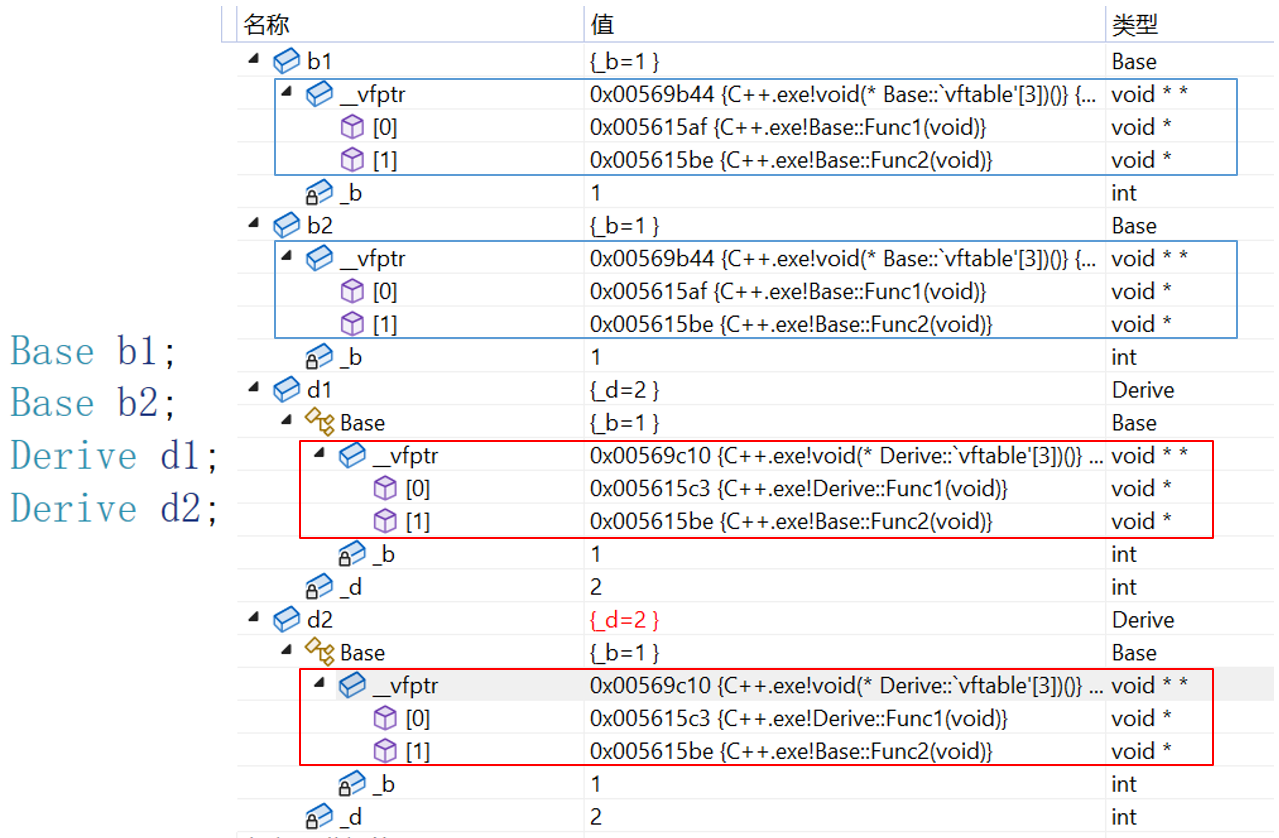 名称 值 类型
b1 {_b=1 } Base
__vfptr 0x00569b44 {C++.exe!void(* Base::`vftable'[3])()} {... void * *
[0] 0x005615af {C++.exe!Base::Func1(void)} void *
[1] 0x005615be {C++.exe!Base::Func2(void)} void *
_b 1 int
b2 {_b=1 } Base
__vfptr 0x00569b44 {C++.exe!void(* Base::`vftable'[3])()} {... void * *
[0] 0x005615af {C++.exe!Base::Func1(void)} void *
[1] 0x005615be {C++.exe!Base::Func2(void)} void *
_b 1 int
d1 {_d=2 } Derive
Base {_b=1 } Base
__vfptr 0x00569c10 {C++.exe!void(* Derive::`vftable'[3])()} ... void * *
[0] 0x005615c3 {C++.exe!Derive::Func1(void)} void *
[1] 0x005615be {C++.exe!Base::Func2(void)} void *
_b 1 int
_d 2 int
d2 {_d=2 } Derive
Base {_b=1 } Base
__vfptr 0x00569c10 {C++.exe!void(* Derive::`vftable'[3])()} ... void * *
[0] 0x005615c3 {C++.exe!Derive::Func1(void)} void *
[1] 0x005615be {C++.exe!Base::Func2(void)} void *
_b 1 int
_d 2 int
Base b1;
Base b2;
Derive d1;
Derive d2;